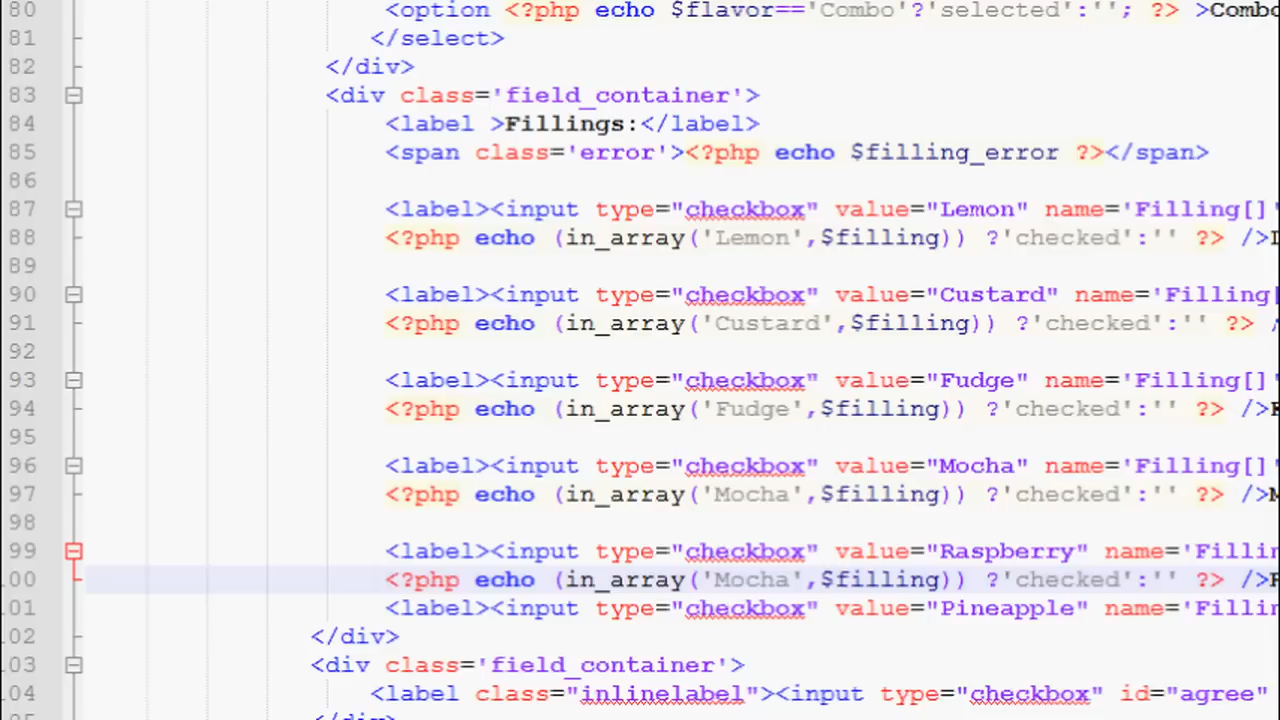 80 <option <?php echo $flavor=='Combo'?'selected':''; ?> >Combo
81 </select>
82 </div>
83 <div class='field_container'>
84 <label >Fillings:</label>
85 <span class='error'><?php echo $filling_error ?></span>
86
87 <label><input type="checkbox" value="Lemon" name='Filling[]'
88 <?php echo (in_array('Lemon',$filling)) ?'checked':'' ?> />
89
90 <label><input type="checkbox" value="Custard" name='Filling[
91 <?php echo (in_array('Custard',$filling)) ?'checked':'' ?> /
92
93 <label><input type="checkbox" value="Fudge" name='Filling[]'
94 <?php echo (in_array('Fudge',$filling)) ?'checked':'' ?> />
95
96 <label><input type="checkbox" value="Mocha" name='Filling[]'
97 <?php echo (in_array('Mocha',$filling)) ?'checked':'' ?> />M
98
99 <label><input type="checkbox" value="Raspberry" name='Fillin
100 <?php echo (in_array('Mocha',$filling)) ?'checked':'' ?> />
101 <label><input type="checkbox" value="Pineapple" name='Fillin
102 </div>
103 <div class='field_container'>
104 <label class="inlinelabel"><input type="checkbox" id="agree"
</div>